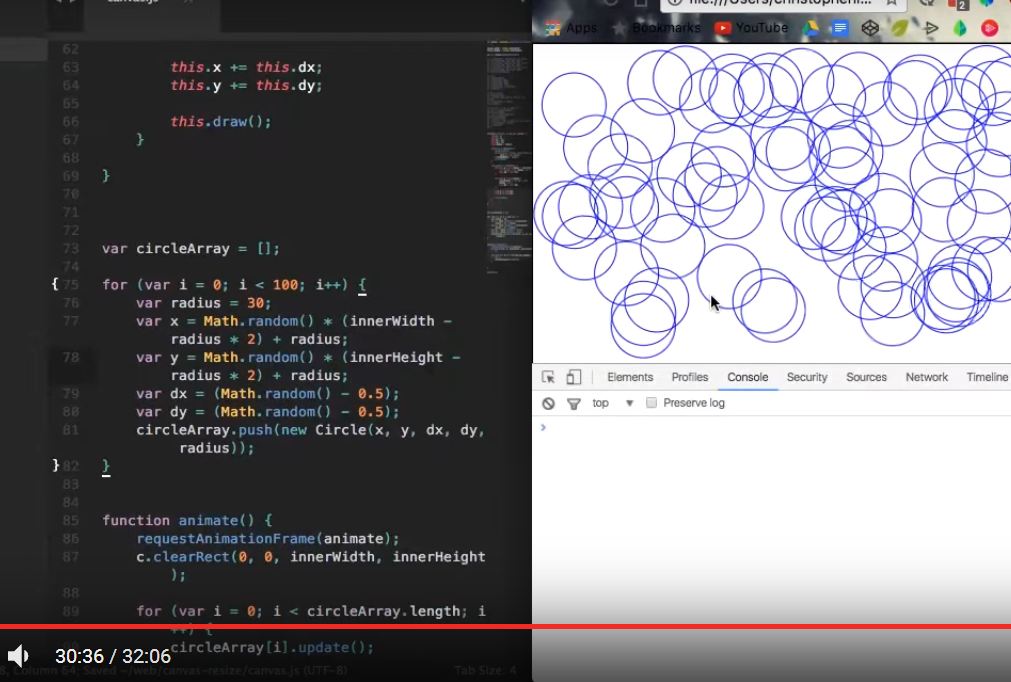 canvas.js
62
63 this.x += this.dx;
64 this.y += this.dy;
65
66 this.draw();
67 }
68
69 }
70
71
72
73 var circleArray = [];
74
{ 75 for (var i = 0; i < 100; i++) {
76 var radius = 30;
77 var x = Math.random() * (innerWidth -
radius * 2) + radius;
78 var y = Math.random() * (innerHeight -
radius * 2) + radius;
79 var dx = (Math.random() - 0.5);
80 var dy = (Math.random() - 0.5);
81 circleArray.push(new Circle(x, y, dx, dy,
radius));
} 82 }
83
84
85 function animate() {
86 requestAnimationFrame(animate);
87 c.clearRect(0, 0, innerWidth, innerHeight
);
88
89 for (var i = 0; i < circleArray.length; i
++) {
circleArray[i].update();
30:36 / 32:06
8, Column 64; Saved ~/web/canvas-resize/canvas.js (UTF-8) Tab Size: 4
2
Apps Bookmarks YouTube
Elements Profiles Console Security Sources Network Timeline
top Preserve log